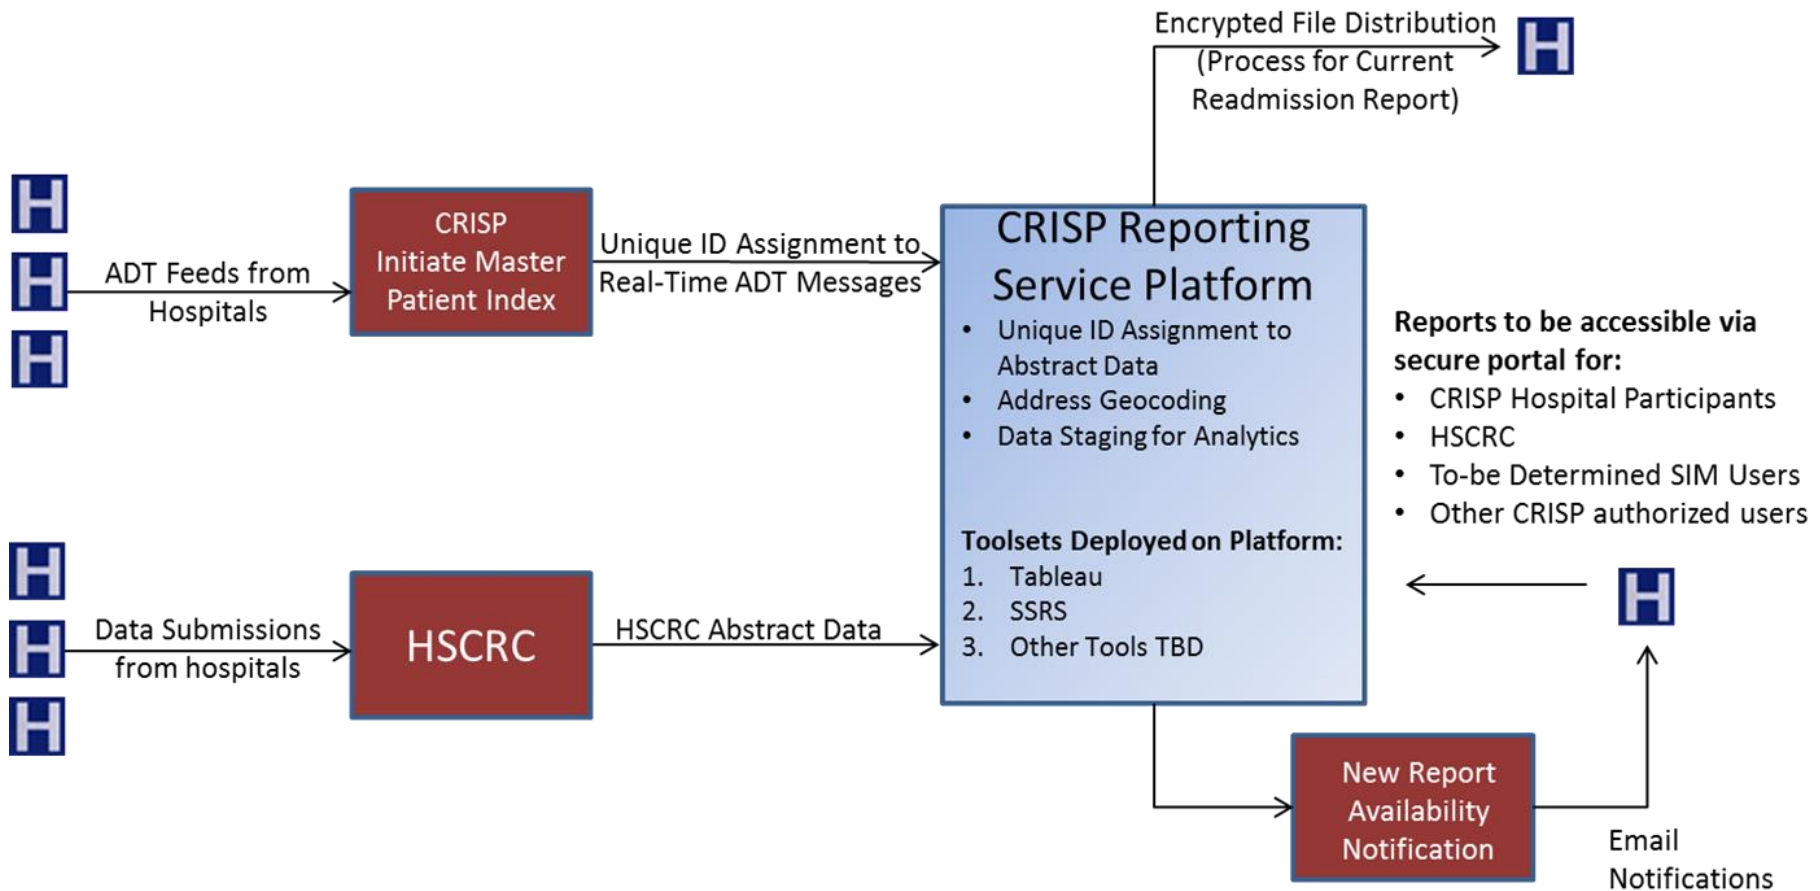 Encrypted File Distribution
(Process for Current
Readmission Report)
H
H
H
H
ADT Feeds from
Hospitals
CRISP
Initiate Master
Patient Index
Unique ID Assignment to
Real-Time ADT Messages
CRISP Reporting
Service Platform
• Unique ID Assignment to
Abstract Data
• Address Geocoding
• Data Staging for Analytics
Toolsets Deployed on Platform:
1. Tableau
2. SSRS
3. Other Tools TBD
Reports to be accessible via
secure portal for:
• CRISP Hospital Participants
• HSCRC
• To-be Determined SIM Users
• Other CRISP authorized users
H
H
H
H
Data Submissions
from hospitals
HSCRC
HSCRC Abstract Data
New Report
Availability
Notification
Email
Notifications